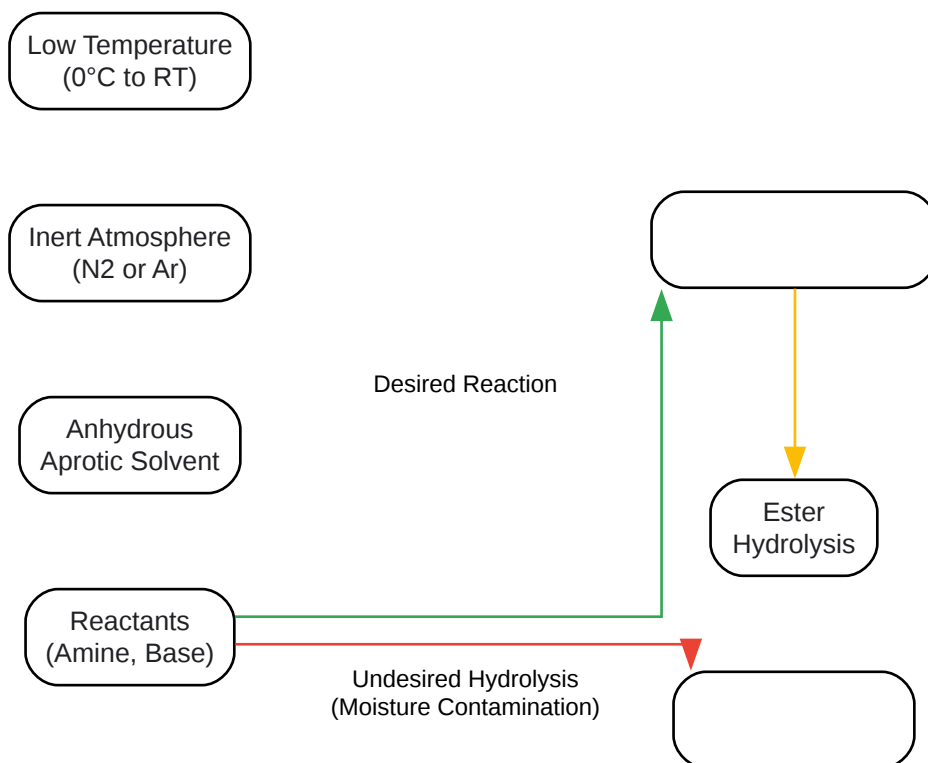 Low Temperature
(0°C to RT)
Inert Atmosphere
(N2 or Ar)
Desired Reaction
Anhydrous
Aprotic Solvent
Ester
Hydrolysis
Reactants
(Amine, Base)
Undesired Hydrolysis
(Moisture Contamination)